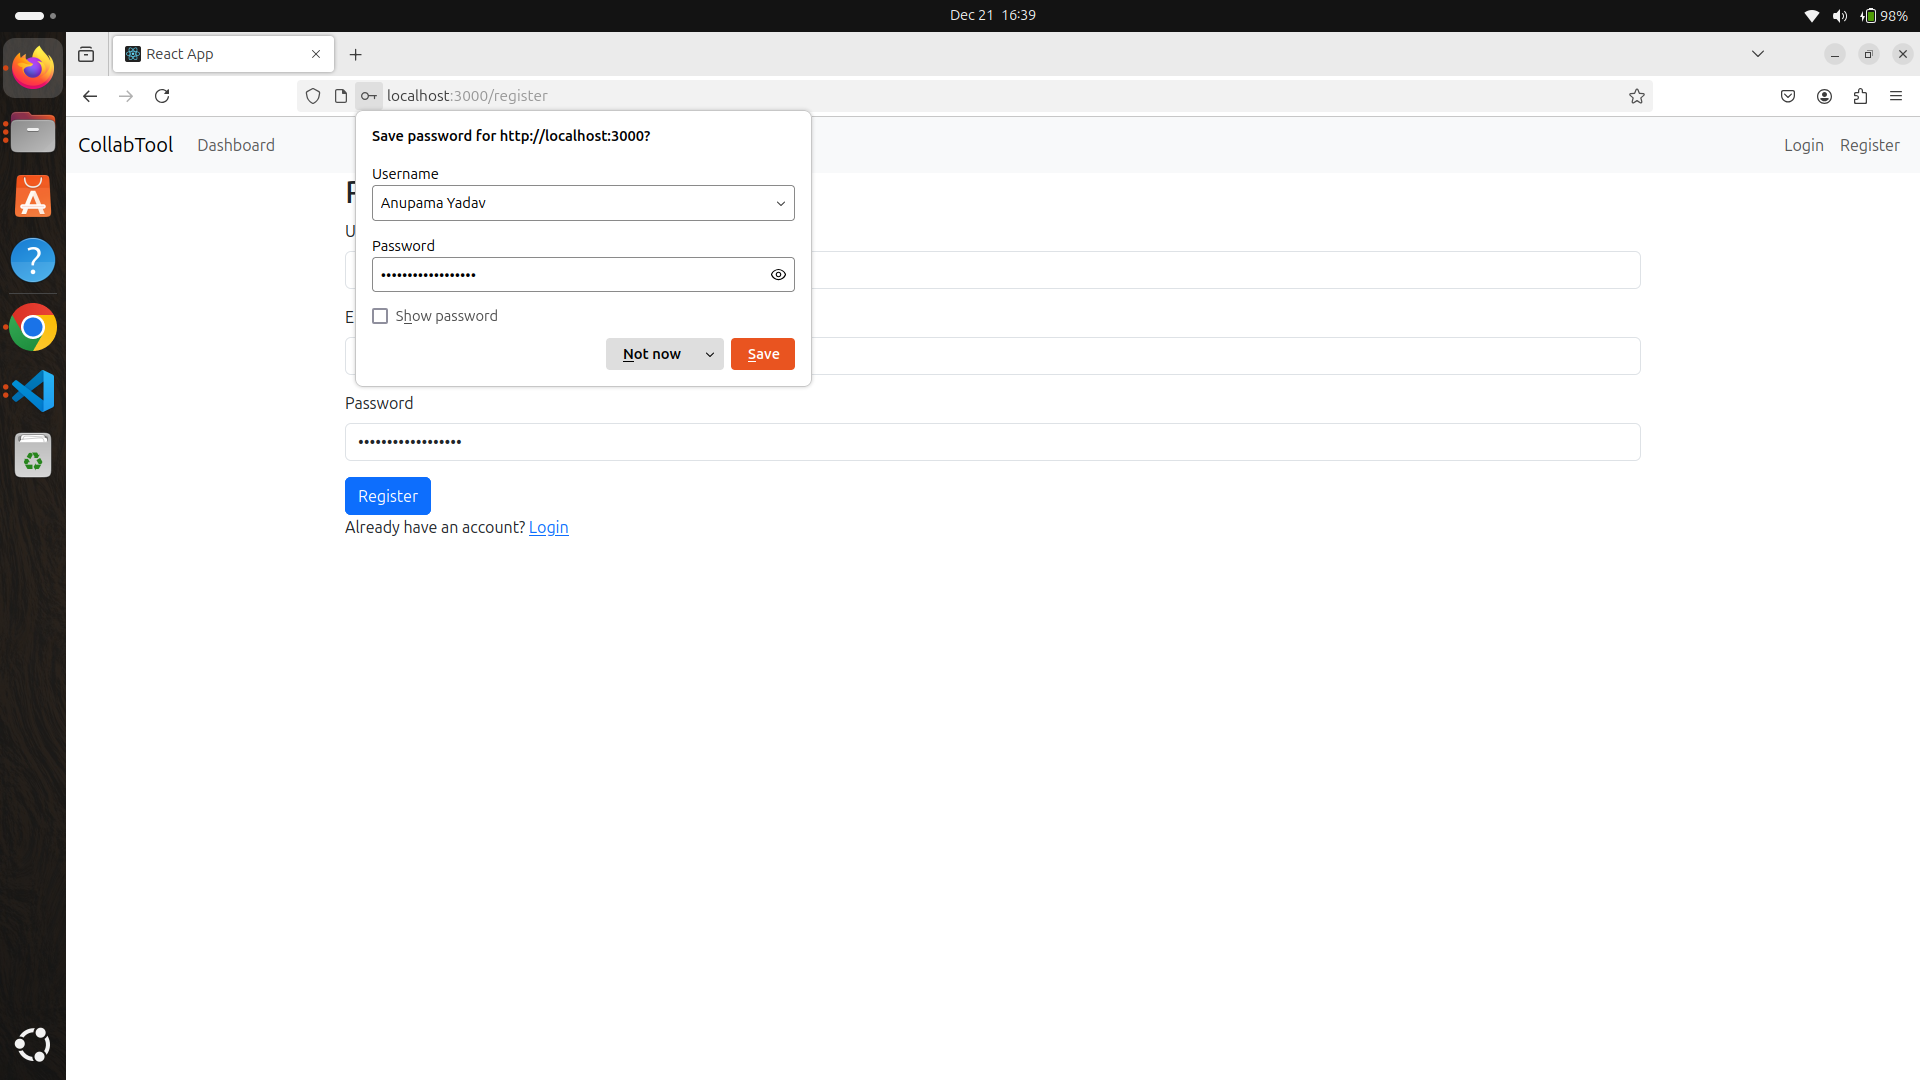 Dec 21 16:39
98%
React App
localhost:3000/register
CollabTool Dashboard
Login Register
Save password for http://localhost:3000?
Username
Anupama Yadav
Password
••••••••••••••••••
Show password
Not now Save
Password
••••••••••••••••••
Register
Already have an account? Login